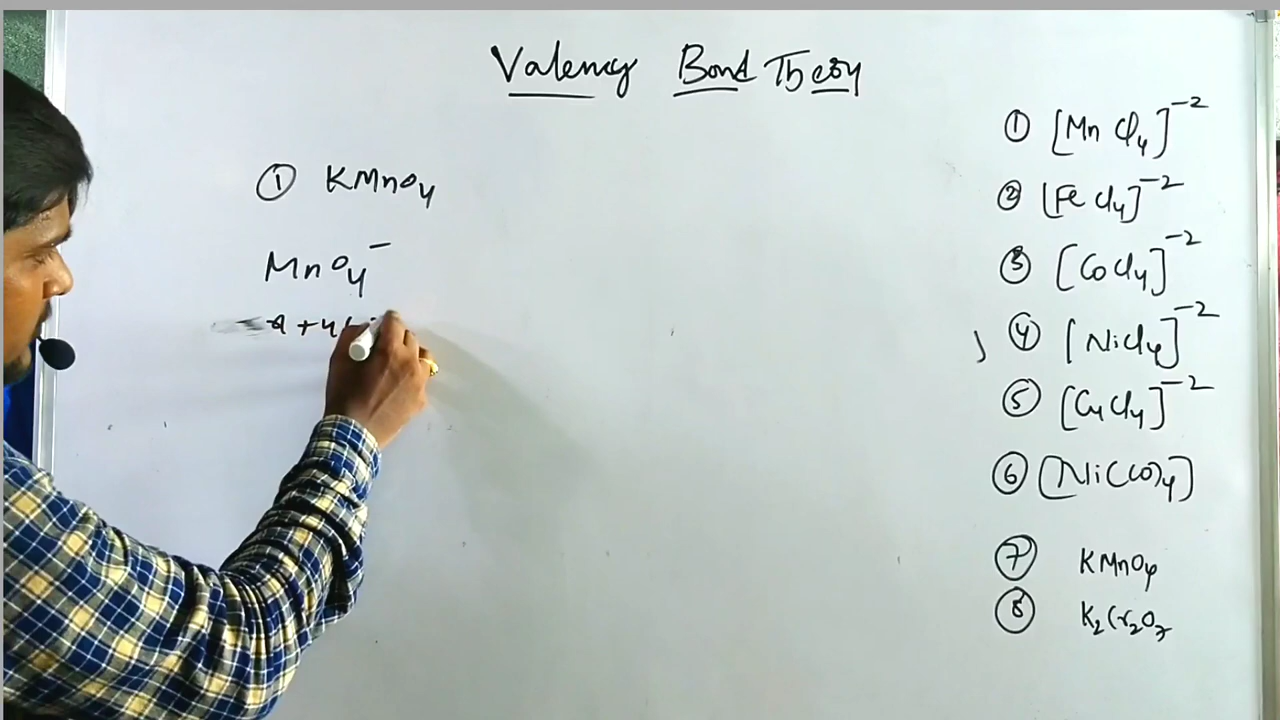 Valency Bond Theory
① KMnO4
MnO4⁻
x + 4(
① [MnCl4]⁻²
② [FeCl4]⁻²
③ [CoCl4]⁻²
④ [NiCl4]⁻²
⑤ [CuCl4]⁻²
⑥ [Ni(CO)4]
⑦ KMnO4
⑧ K2Cr2O7